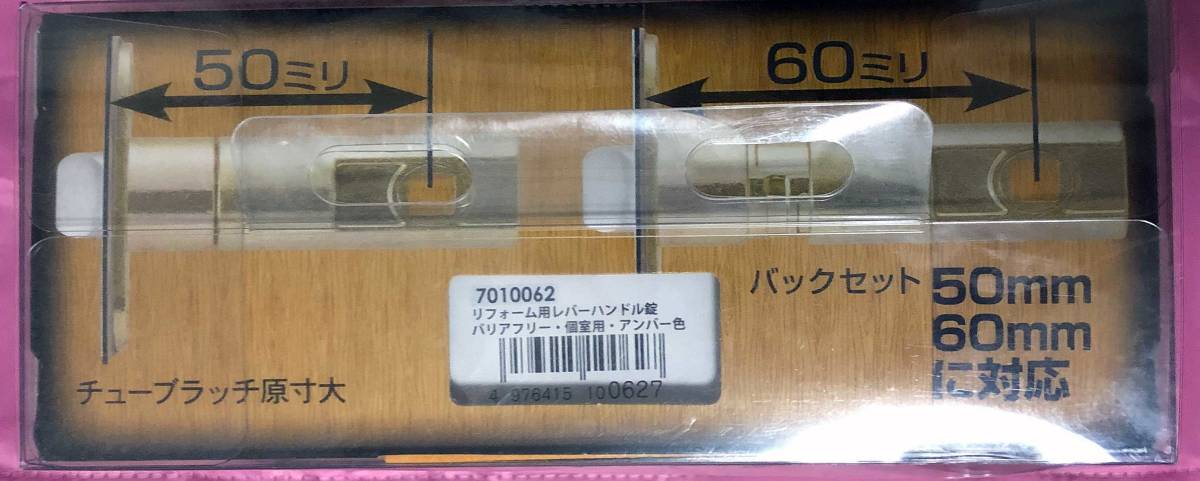 50ミリ
60ミリ
バックセット 50mm
60mm
に対応
7010062
リフォーム用レバーハンドル錠
バリアフリー・個室用・アンバー色
4 978415 100627
チューブラッチ原寸大